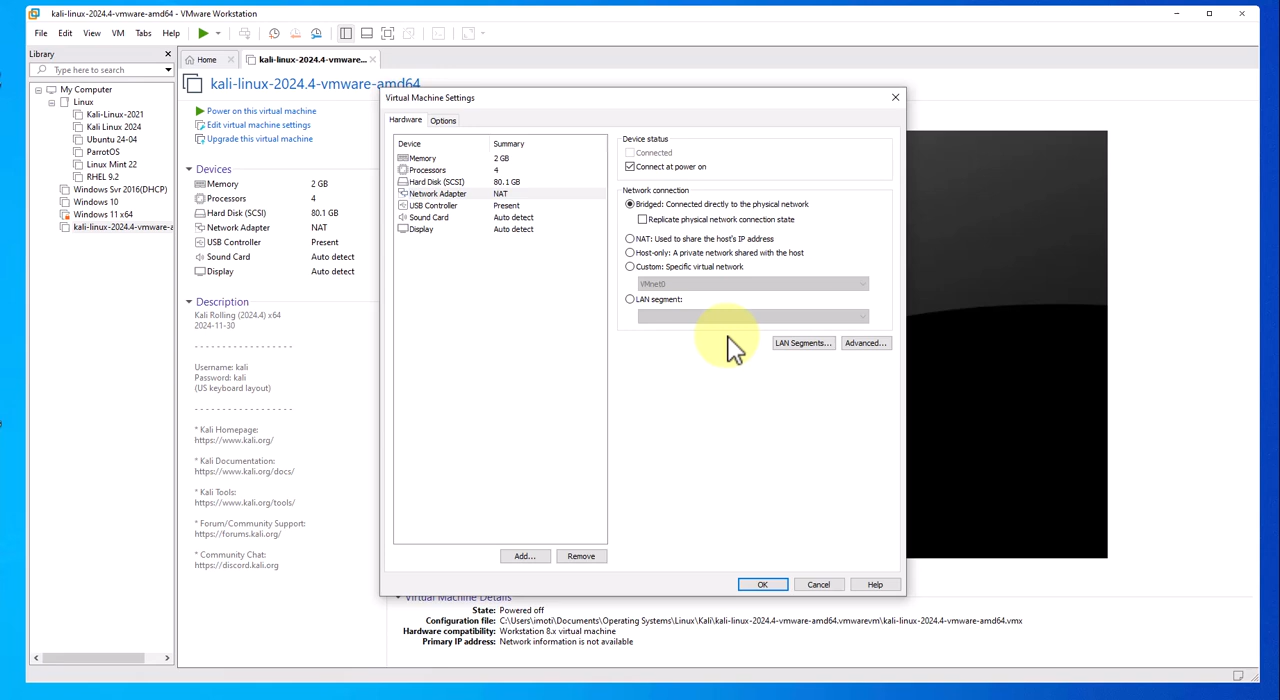 kali-linux-2024.4-vmware-amd64 - VMware Workstation
File Edit View VM Tabs Help
Library
Type here to search
My Computer
Linux
Kali-Linux-2021
Kali Linux 2024
Ubuntu 24-04
ParrotOS
Linux Mint 22
RHEL 9.2
Windows Svr 2016(DHCP)
Windows 10
Windows 11 x64
kali-linux-2024.4-vmware-a
Home
kali-linux-2024.4-vmware...
kali-linux-2024.4-vmware-amd64
Power on this virtual machine
Edit virtual machine settings
Upgrade this virtual machine
Devices
Memory 2 GB
Processors 4
Hard Disk (SCSI) 80.1 GB
Network Adapter NAT
USB Controller Present
Sound Card Auto detect
Display Auto detect
Description
Kali Rolling (2024.4) x64
2024-11-30
- - - - - - - - - - - - - - - - -
Username: kali
Password: kali
(US keyboard layout)
- - - - - - - - - - - - - - - - -
* Kali Homepage:
https://www.kali.org/
* Kali Documentation:
https://www.kali.org/docs/
* Kali Tools:
https://www.kali.org/tools/
* Forum/Community Support:
https://forums.kali.org/
* Community Chat:
https://discord.kali.org
Virtual Machine Settings
Hardware Options
Device Summary
Memory 2 GB
Processors 4
Hard Disk (SCSI) 80.1 GB
Network Adapter NAT
USB Controller Present
Sound Card Auto detect
Display Auto detect
Add... Remove
Device status
Connected
Connect at power on
Network connection
Bridged: Connected directly to the physical network
Replicate physical network connection state
NAT: Used to share the host's IP address
Host-only: A private network shared with the host
Custom: Specific virtual network
VMnet0
LAN segment:
LAN Segments... Advanced...
OK Cancel Help
Virtual Machine Details
State: Powered off
Configuration file: C:\Users\imoti\Documents\Operating Systems\Linux\Kali\kali-linux-2024.4-vmware-amd64.vmwarevm\kali-linux-2024.4-vmware-amd64.vmx
Hardware compatibility: Workstation 8.x virtual machine
Primary IP address: Network information is not available